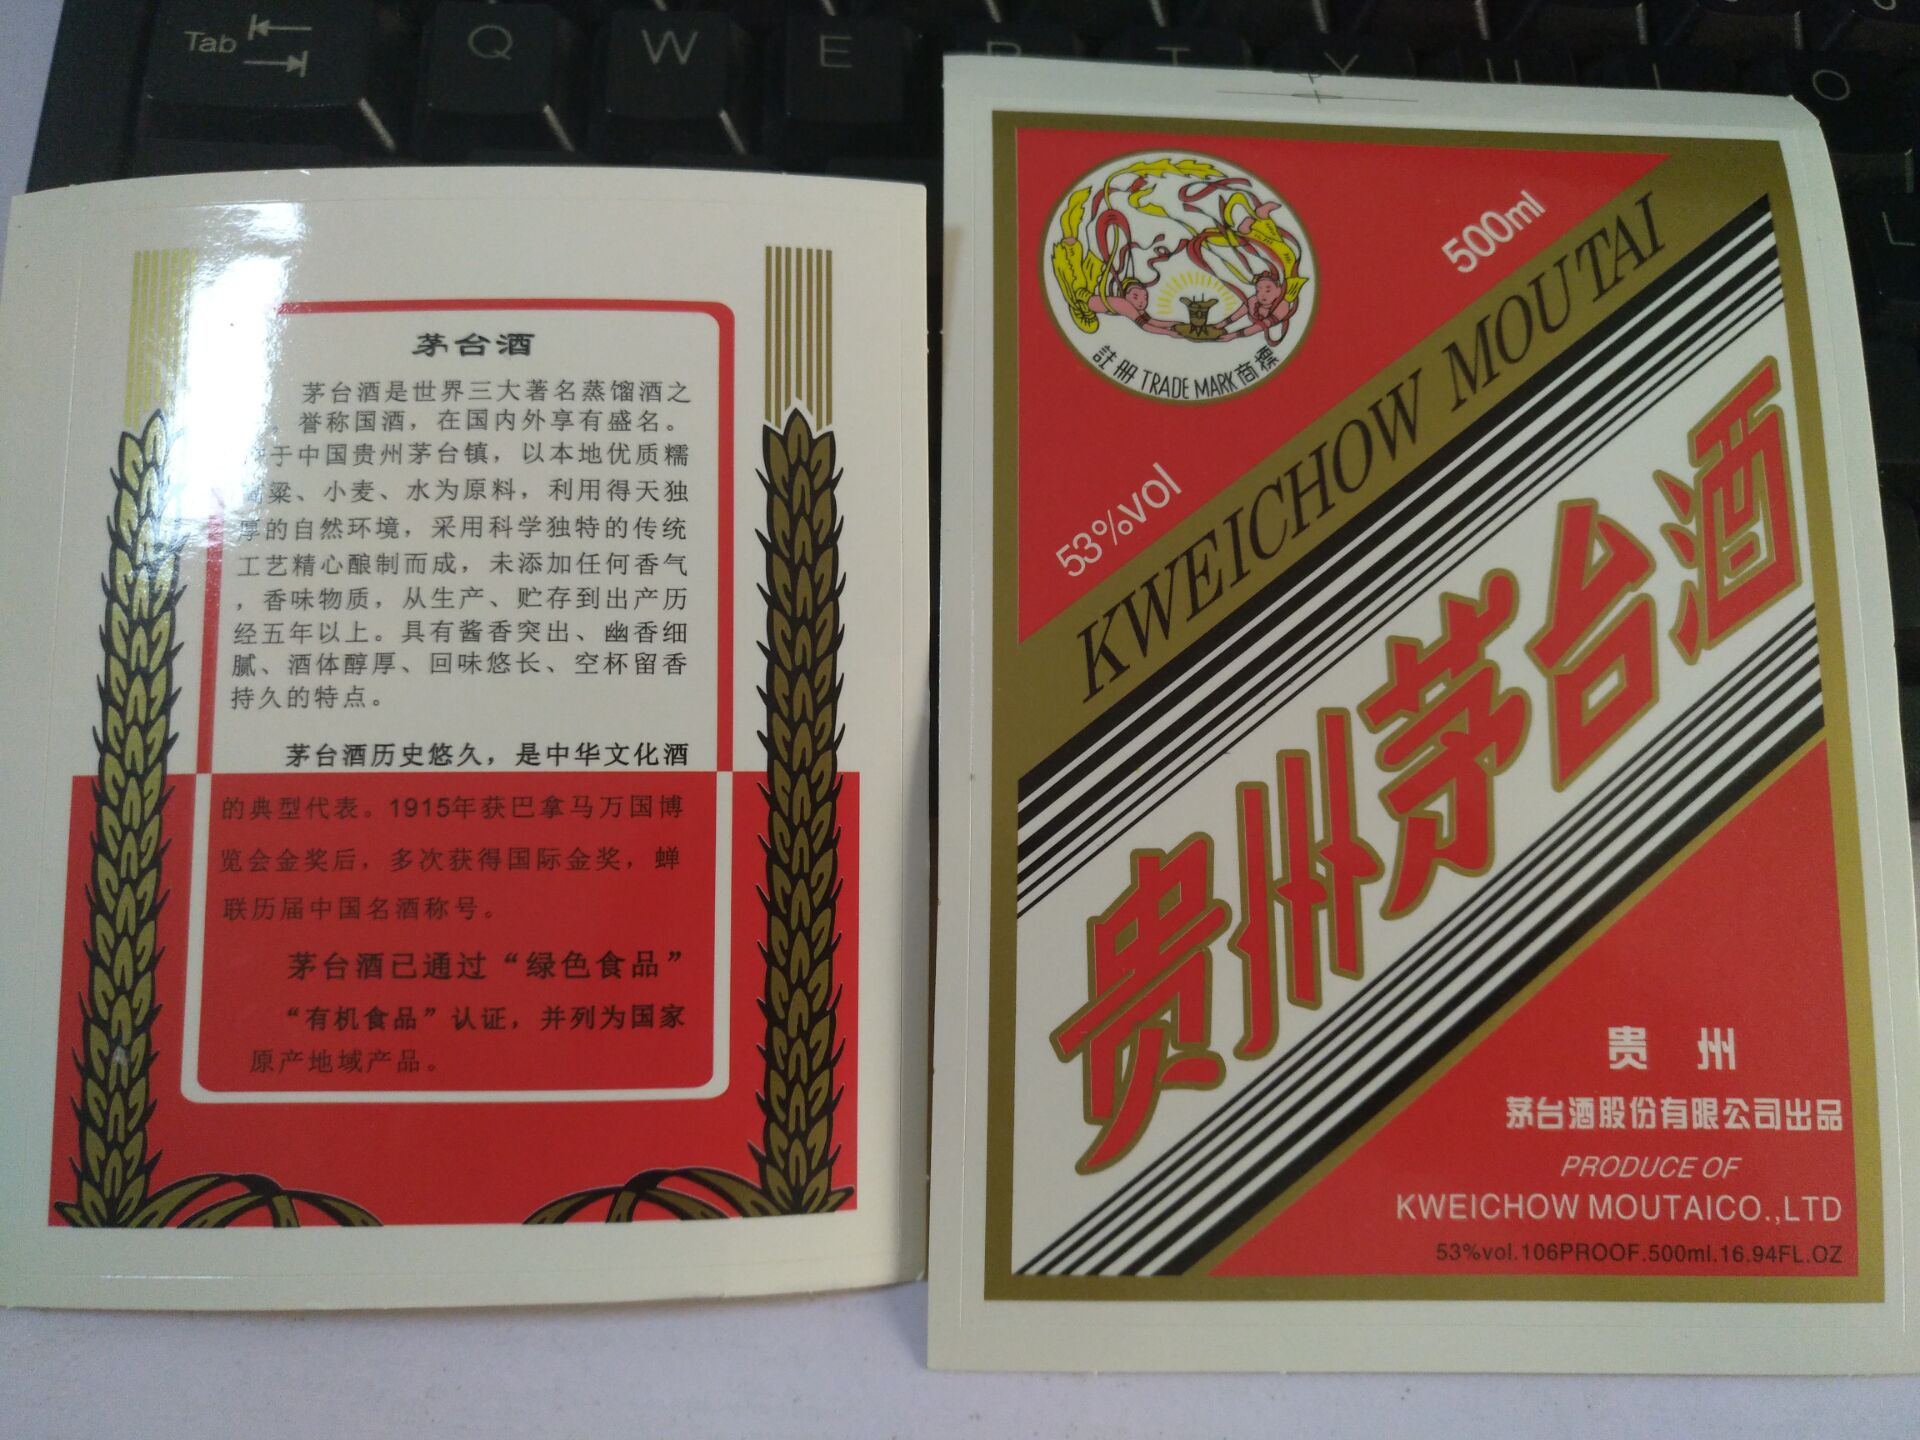 Tab
Q
W
E
R
T
Y
U
I
O
L
茅台酒
茅台酒是世界三大著名蒸馏酒之
誉称国酒，在国内外享有盛名。
于中国贵州茅台镇，以本地优质糯
高粱、小麦、水为原料，利用得天独
厚的自然环境，采用科学独特的传统
工艺精心酿制而成，未添加任何香气
，香味物质，从生产、贮存到出产历
经五年以上。具有酱香突出、幽香细
腻、酒体醇厚、回味悠长、空杯留香
持久的特点。
茅台酒历史悠久，是中华文化酒
的典型代表。1915年获巴拿马万国博
览会金奖后，多次获得国际金奖，蝉
联历届中国名酒称号。
茅台酒已通过“绿色食品”
“有机食品”认证，并列为国家
原产地域产品。
註册 TRADE MARK 商標
500ml
53%vol
KWEICHOW MOUTAI
贵州茅台酒
贵 州
茅台酒股份有限公司出品
PRODUCE OF
KWEICHOW MOUTAICO.,LTD
53%vol.106PROOF.500ml.16.94FL.OZ